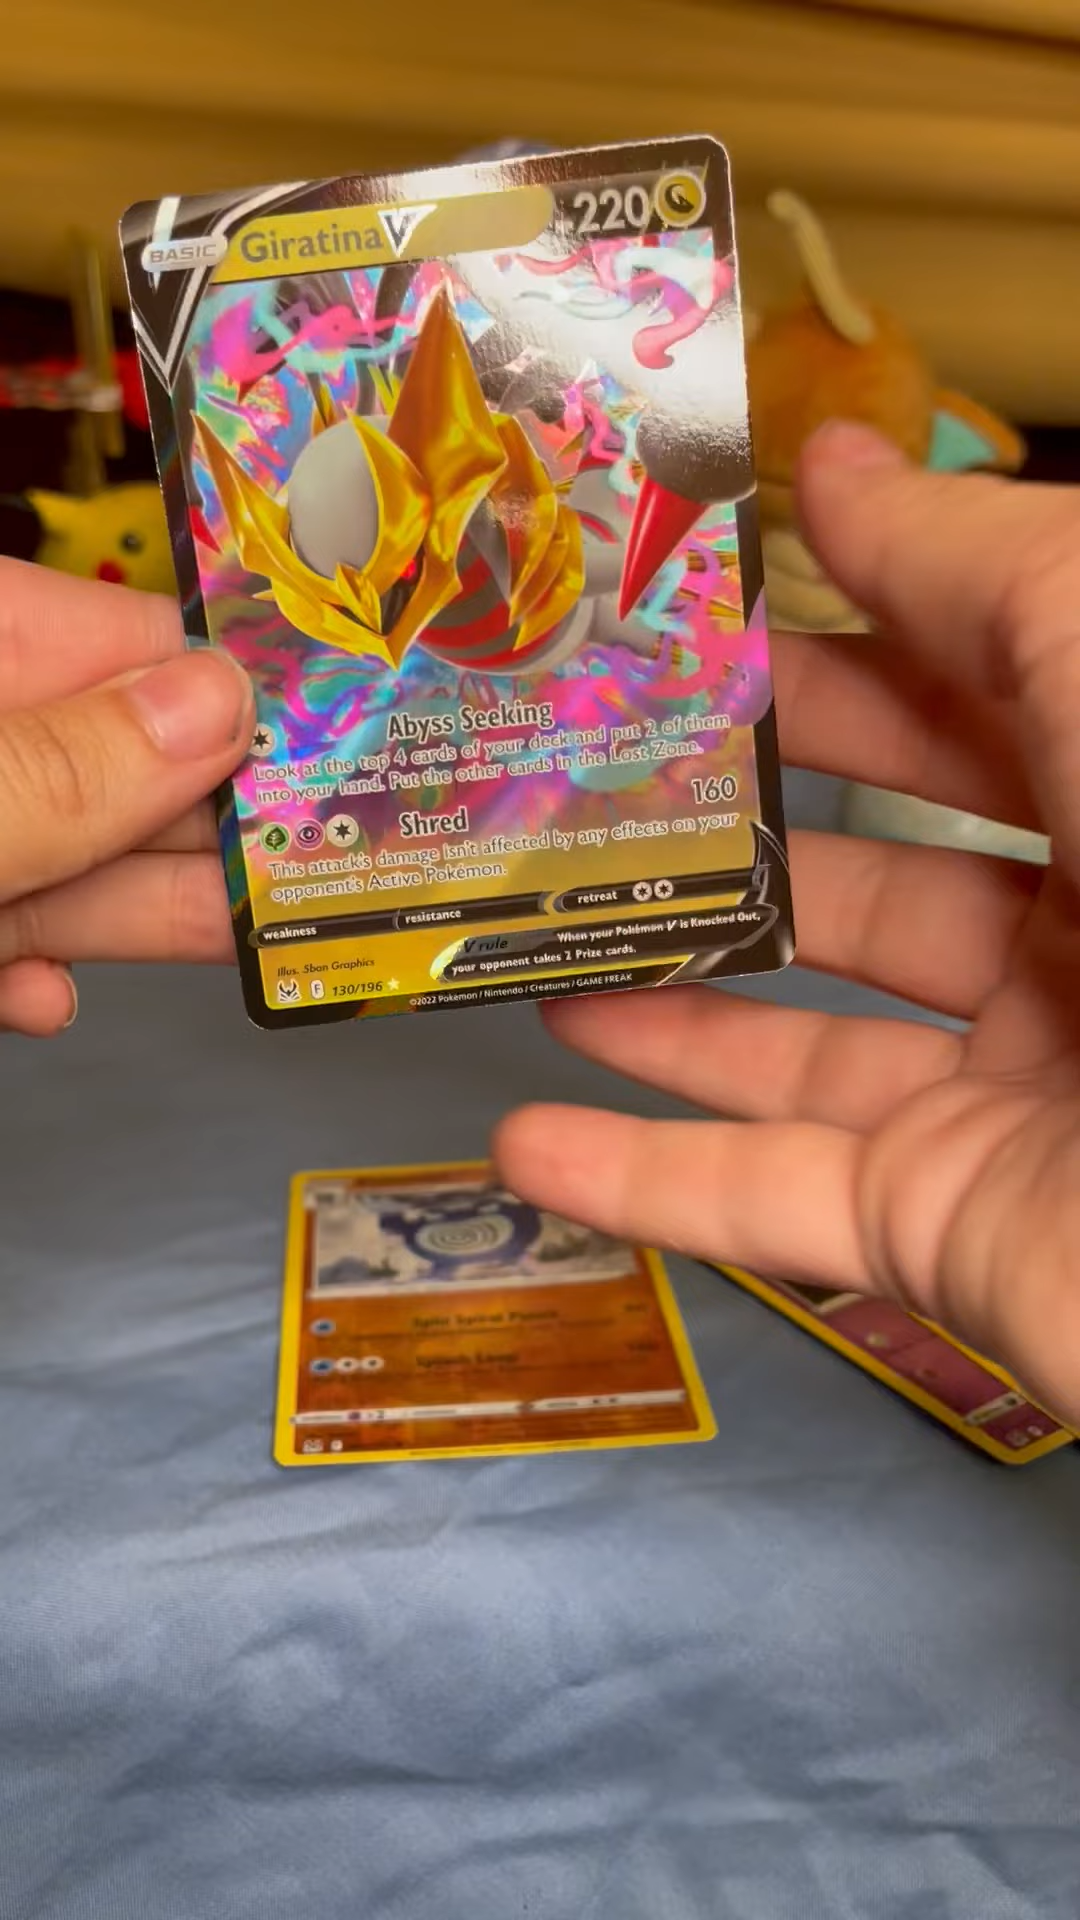 BASIC
Giratina V
220
Abyss Seeking
Look at the top 4 cards of your deck and put 2 of them
into your hand. Put the other cards in the Lost Zone.
Shred 160
This attack's damage isn't affected by any effects on your
opponent's Active Pokémon.
weakness resistance retreat
V rule When your Pokémon V is Knocked Out,
your opponent takes 2 Prize cards.
Illus. 5ban Graphics
F 130/196
©2022 Pokémon / Nintendo / Creatures / GAME FREAK